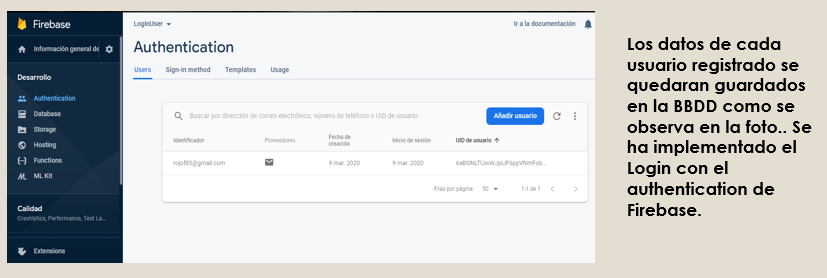 Firebase
LoginUser
Ir a la documentación
Información general de
Authentication
Desarrollo
Users Sign-in method Templates Usage
Authentication
Database
Storage
Hosting
Functions
ML Kit
Buscar por dirección de correo electrónico, número de teléfono o UID de usuario
Añadir usuario
Identificador Proveedores Fecha de creación Inicio de sesión UID de usuario
rojof83@gmail.com 9 mar. 2020 9 mar. 2020
Filas por página: 50 1-1 de 1
Calidad
Crashlytics, Performance, Test La...
Extensions
Los datos de cada
usuario registrado se
quedaran guardados
en la BBDD como se
observa en la foto.. Se
ha implementado el
Login con el
authentication de
Firebase.